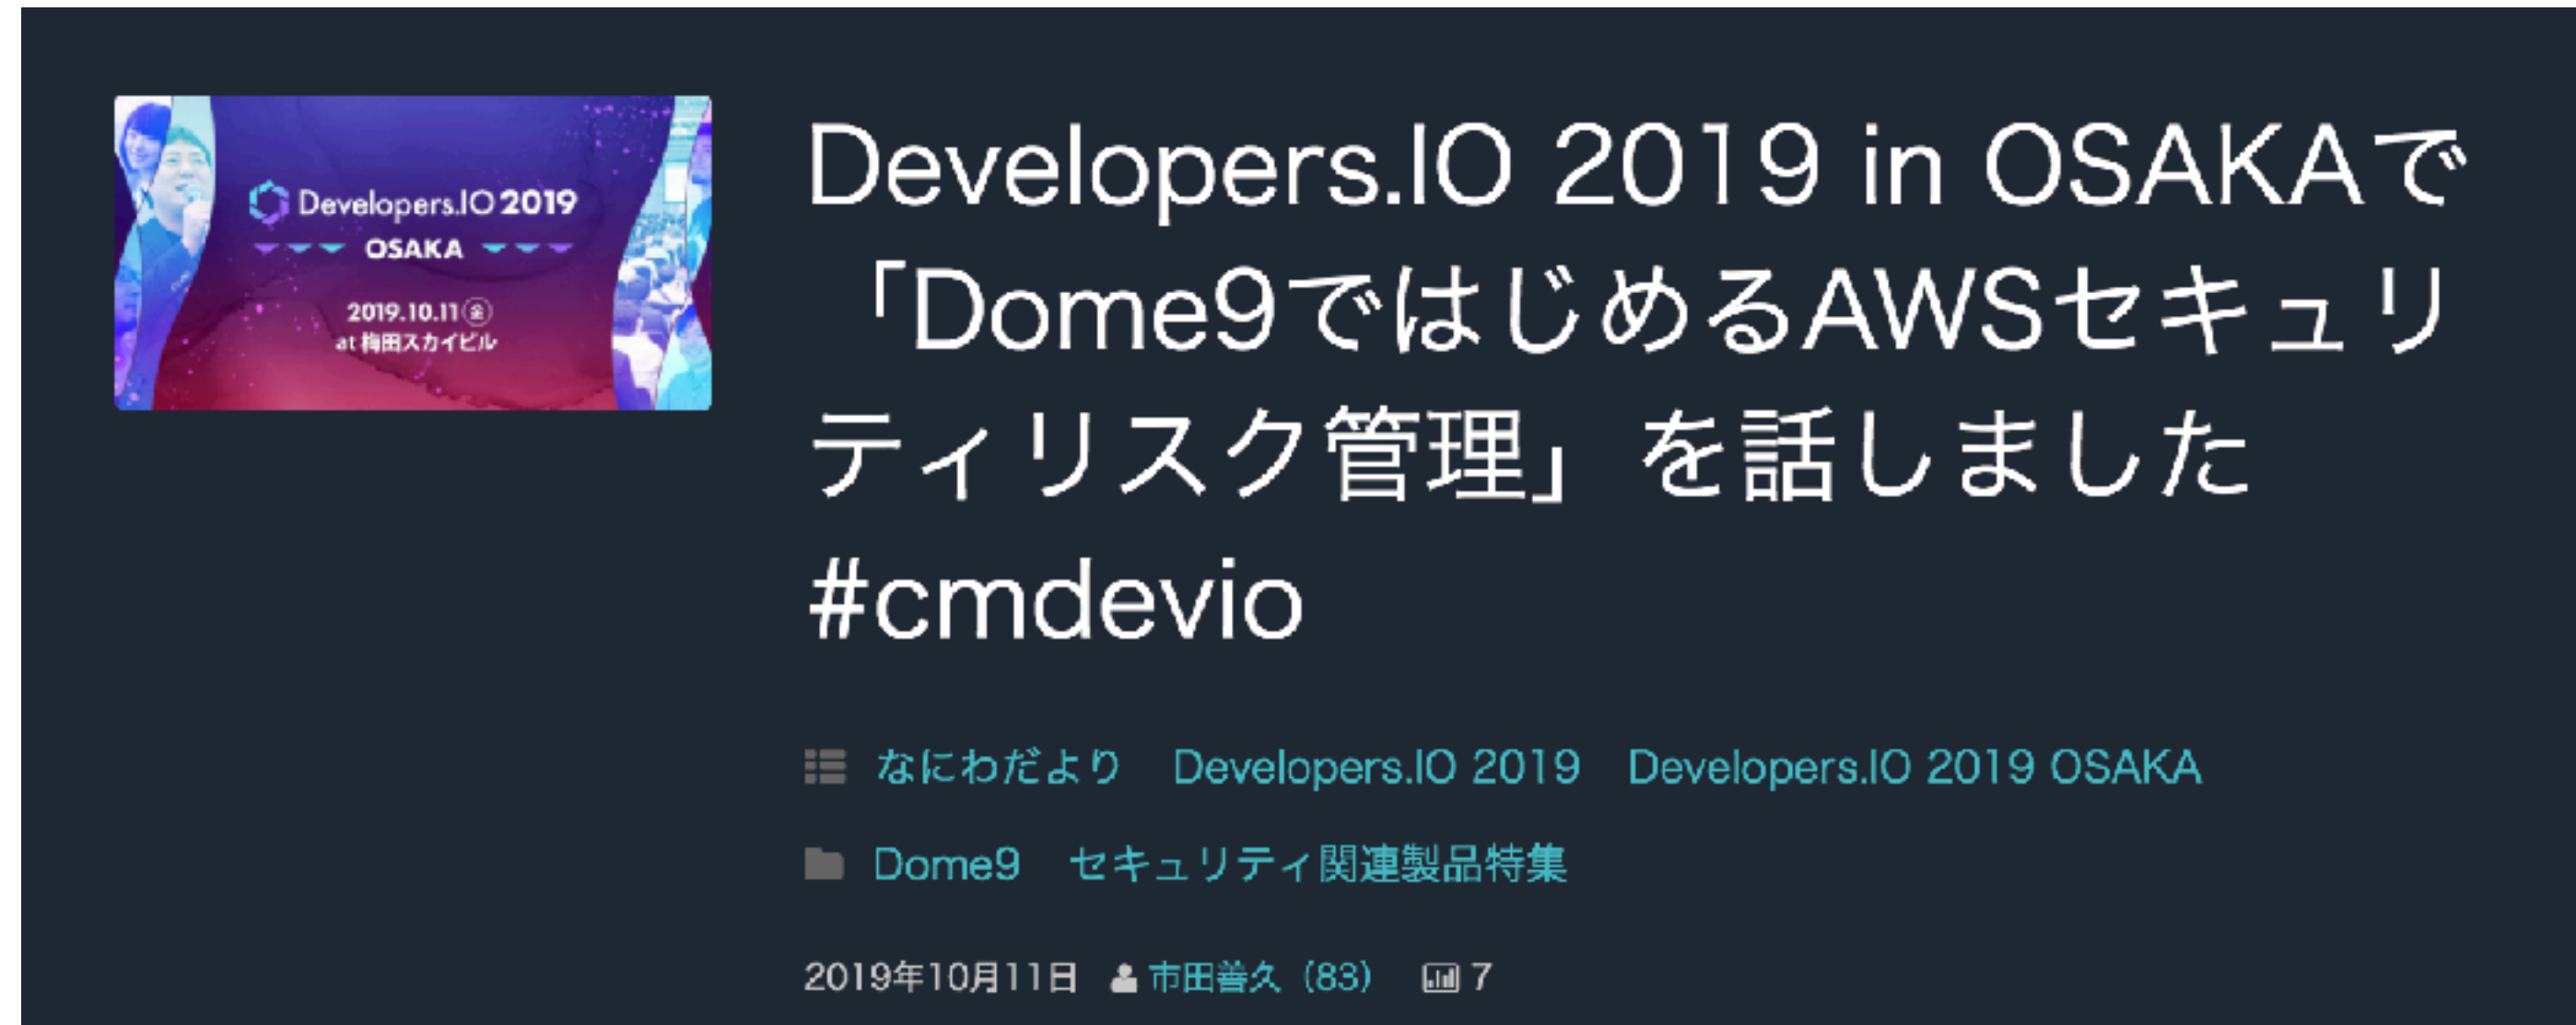 Developers.IO 2019
OSAKA
2019.10.11㊎
at 梅田スカイビル
Developers.IO 2019 in OSAKAで
「Dome9ではじめるAWSセキュリ
ティリスク管理」を話しました
#cmdevio
なにわだより Developers.IO 2019 Developers.IO 2019 OSAKA
Dome9 セキュリティ関連製品特集
2019年10月11日 市田善久（83） 7